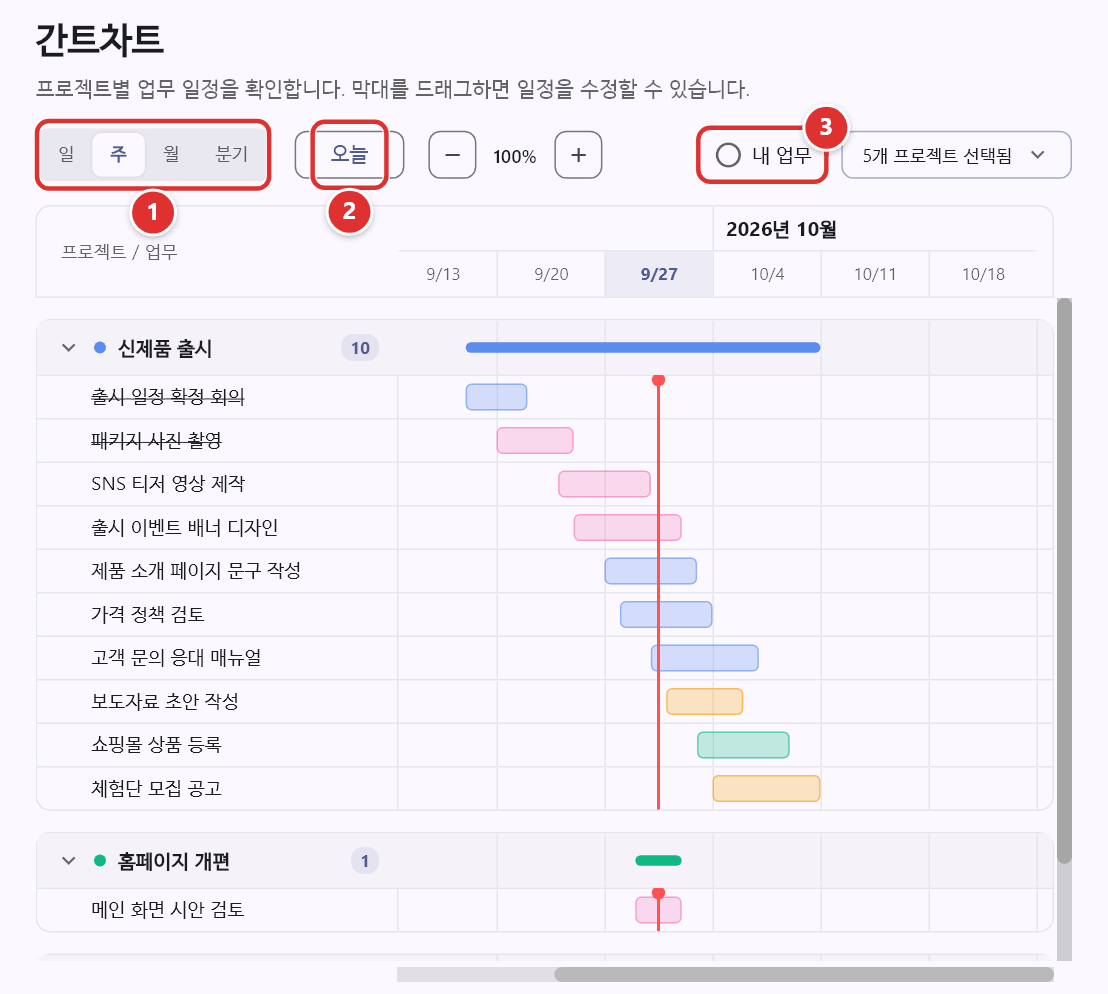 간트차트
프로젝트별 업무 일정을 확인합니다. 막대를 드래그하면 일정을 수정할 수 있습니다.
일 주 월 분기 오늘 − 100% + 내 업무 5개 프로젝트 선택됨
1 2 3
프로젝트 / 업무
2026년 10월
9/13 9/20 9/27 10/4 10/11 10/18
신제품 출시 10
출시 일정 확정 회의
패키지 사진 촬영
SNS 티저 영상 제작
출시 이벤트 배너 디자인
제품 소개 페이지 문구 작성
가격 정책 검토
고객 문의 응대 매뉴얼
보도자료 초안 작성
쇼핑몰 상품 등록
체험단 모집 공고
홈페이지 개편 1
메인 화면 시안 검토